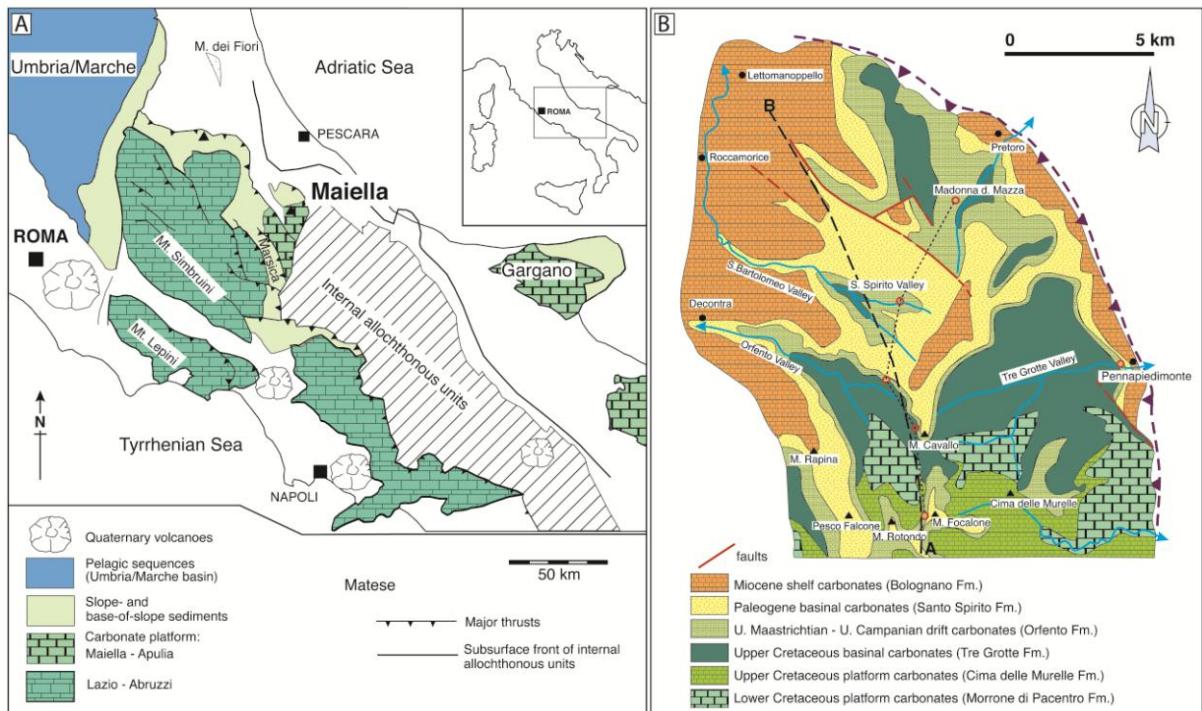 A
Umbria/Marche
M. dei Fiori
Adriatic Sea
ROMA
PESCARA
Maiella
ROMA
Mt. Simbruini
Marsica
Gargano
Mt. Lepini
Internal allochthonous units
N
Tyrrhenian Sea
NAPOLI
Quaternary volcanoes
Pelagic sequences
(Umbria/Marche basin)
Slope- and
base-of-slope sediments
Carbonate platform:
Maiella - Apulia
Lazio - Abruzzi
Matese
50 km
Major thrusts
Subsurface front of internal
allochthonous units
B
0 5 km
N
Lettomanoppello
B
Pretoro
Roccamorice
Madonna d. Mazza
S.Bartolomeo Valley
S. Spirito Valley
Decontra
Orfento Valley
Tre Grotte Valley
Pennapiedimonte
M. Cavallo
M. Rapina
Cima delle Murelle
Pesco Falcone
M. Focalone
M. Rotondo
A
faults
Miocene shelf carbonates (Bolognano Fm.)
Paleogene basinal carbonates (Santo Spirito Fm.)
U. Maastrichtian - U. Campanian drift carbonates (Orfento Fm.)
Upper Cretaceous basinal carbonates (Tre Grotte Fm.)
Upper Cretaceous platform carbonates (Cima delle Murelle Fm.)
Lower Cretaceous platform carbonates (Morrone di Pacentro Fm.)